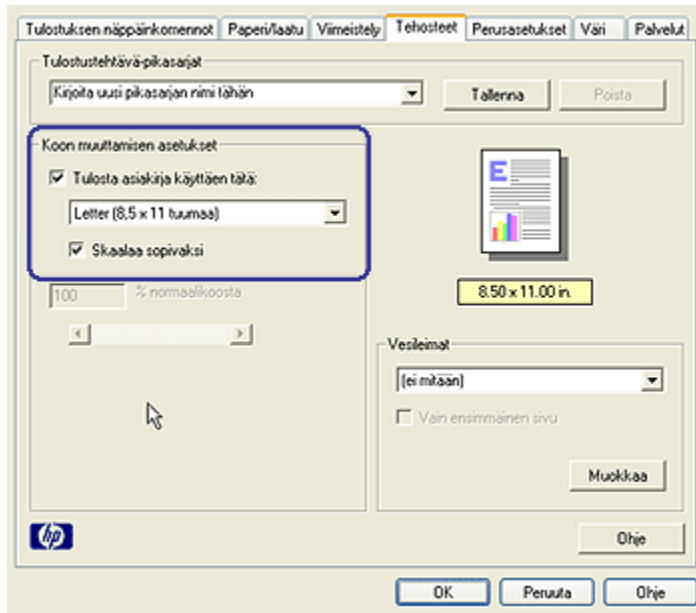 Tulostuksen näppäinkomennot Paperi/laatu Viimeistely Tehosteet Perusasetukset Väri Palvelut
Tulostustehtävä-pikasarjat
Kirjoita uusi pikasarjan nimi tähän
Tallenna
Poista
Koon muuttamisen asetukset
Tulosta asiakirja käyttäen tätä:
Letter (8,5 x 11 tuumaa)
Skaalaa sopivaksi
100 % normaalikoosta
E
8.50 x 11.00 in.
Vesileimat
(ei mitään)
Vain ensimmäinen sivu
Muokkaa
hp
Ohje
OK Peruuta Ohje